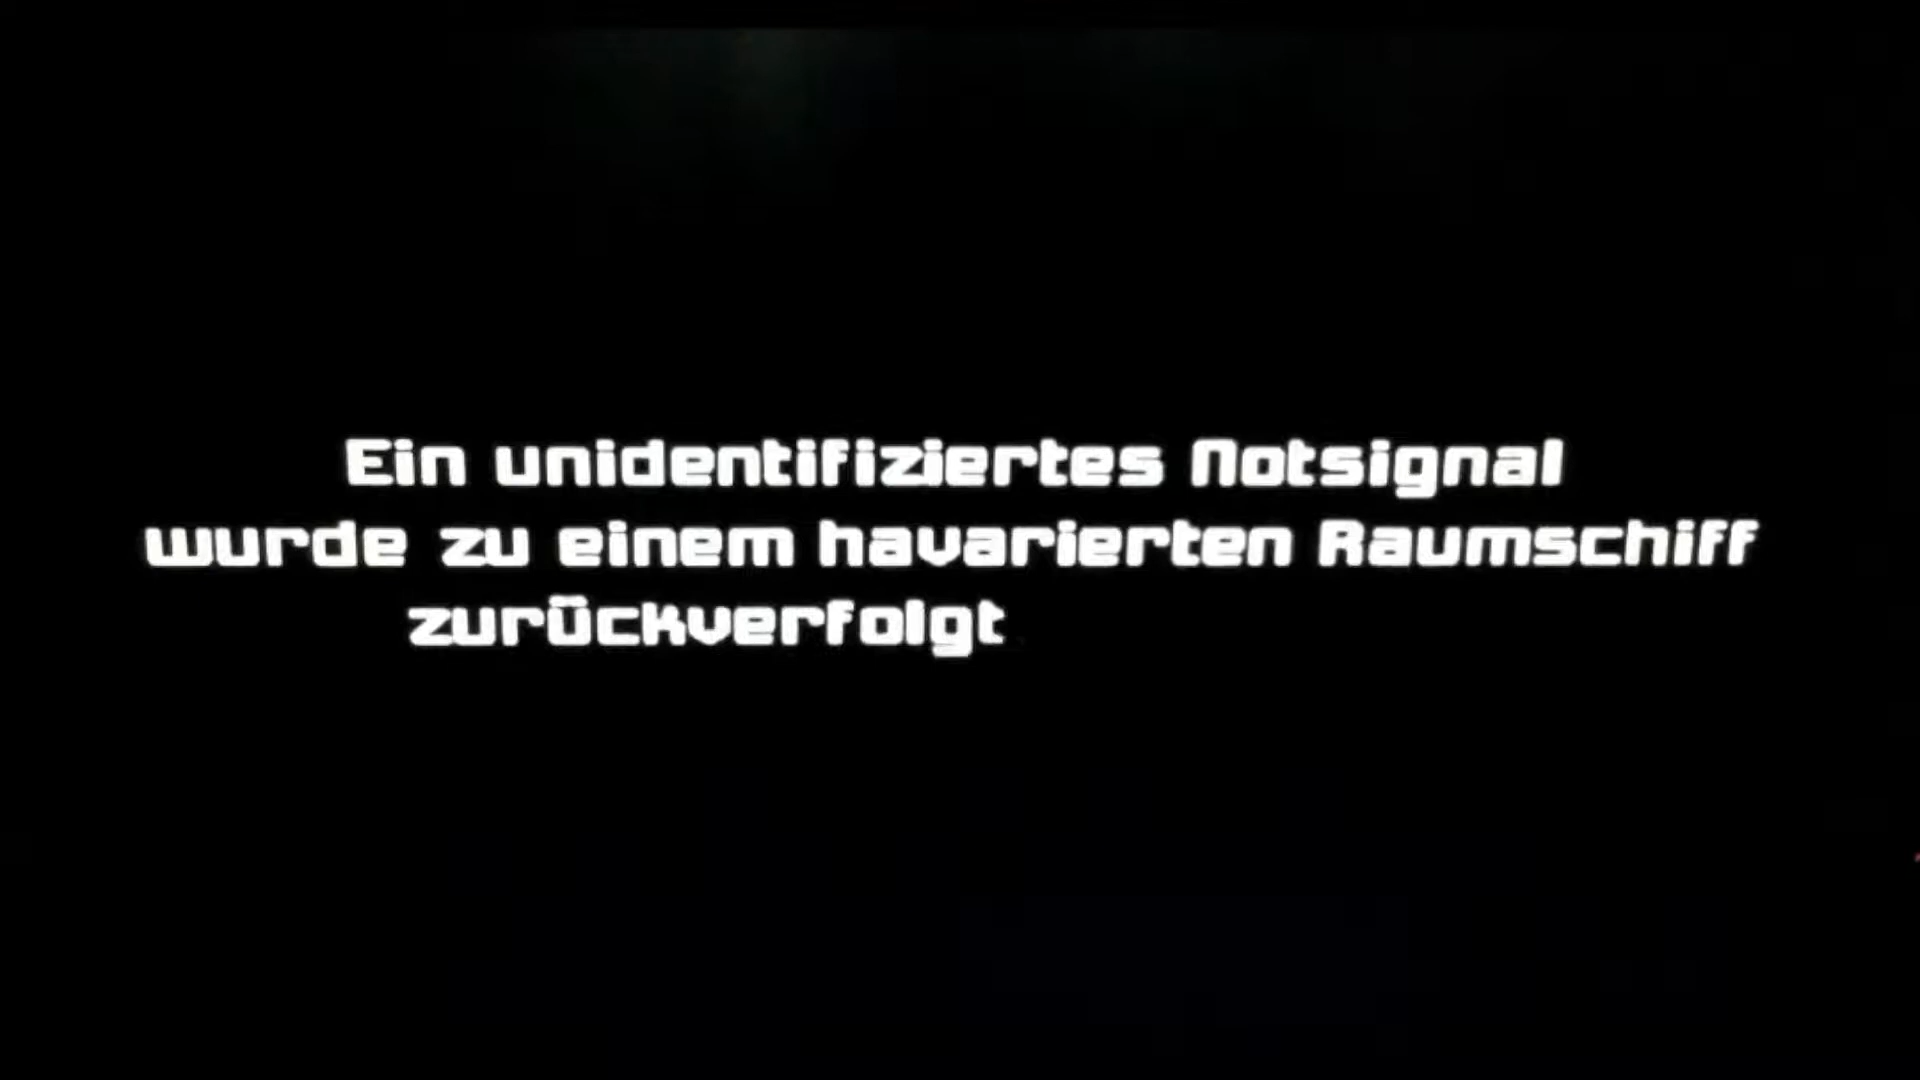 Ein unidentifiziertes Notsignal
wurde zu einem havarierten Raumschiff
zurückverfolgt